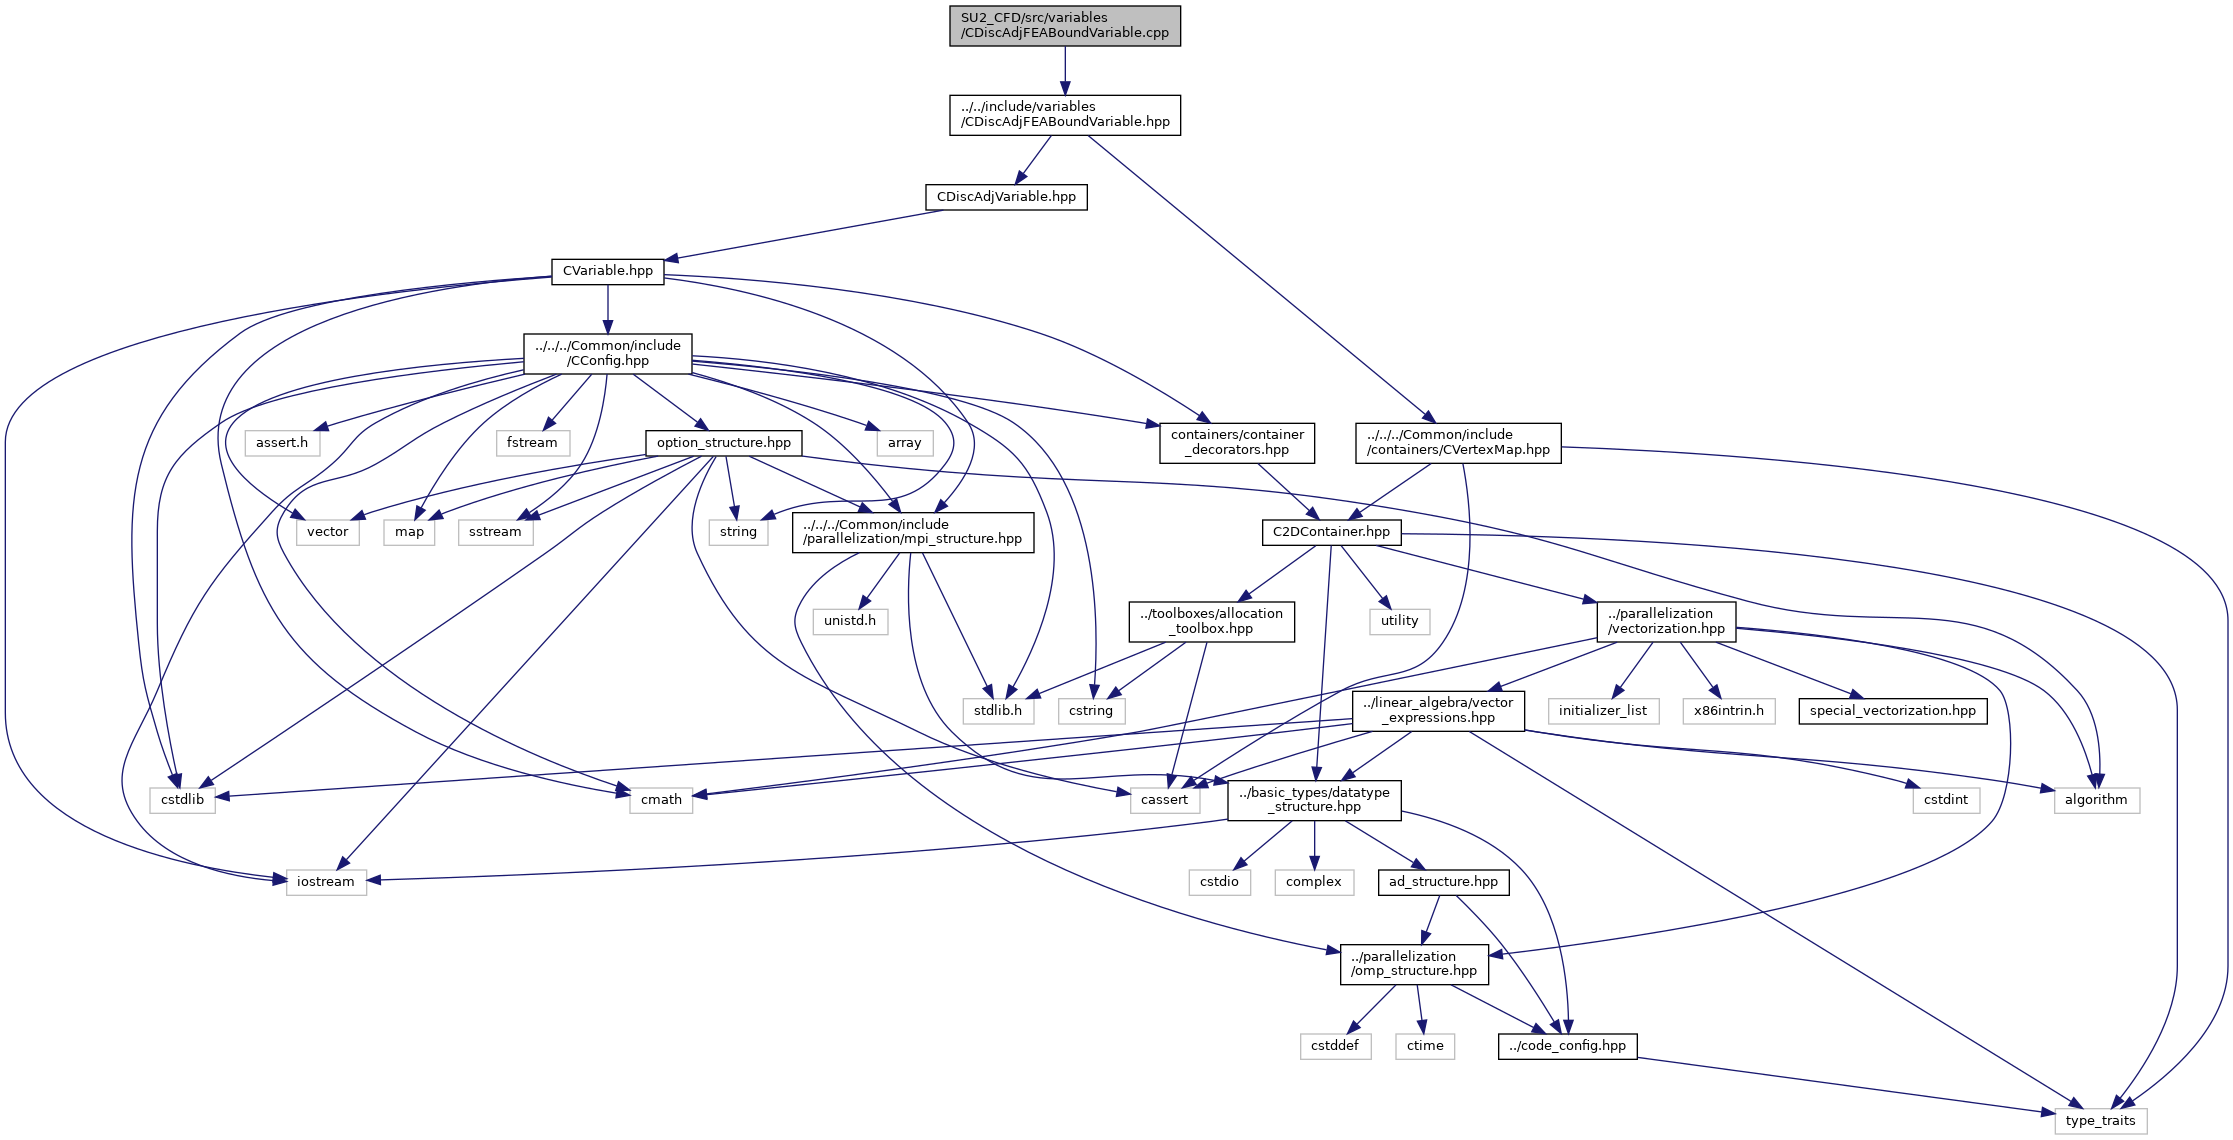 SU2_CFD/src/variables
/CDiscAdjFEABoundVariable.cpp
../../include/variables
/CDiscAdjFEABoundVariable.hpp
CDiscAdjVariable.hpp
CVariable.hpp
../../../Common/include
/CConfig.hpp
assert.h
fstream
option_structure.hpp
array
containers/container
_decorators.hpp
../../../Common/include
/containers/CVertexMap.hpp
vector
map
sstream
string
../../../Common/include
/parallelization/mpi_structure.hpp
C2DContainer.hpp
unistd.h
../toolboxes/allocation
_toolbox.hpp
utility
../parallelization
/vectorization.hpp
stdlib.h
cstring
../linear_algebra/vector
_expressions.hpp
initializer_list
x86intrin.h
special_vectorization.hpp
cstdlib
cmath
cassert
../basic_types/datatype
_structure.hpp
cstdint
algorithm
iostream
cstdio
complex
ad_structure.hpp
../parallelization
/omp_structure.hpp
cstddef
ctime
../code_config.hpp
type_traits